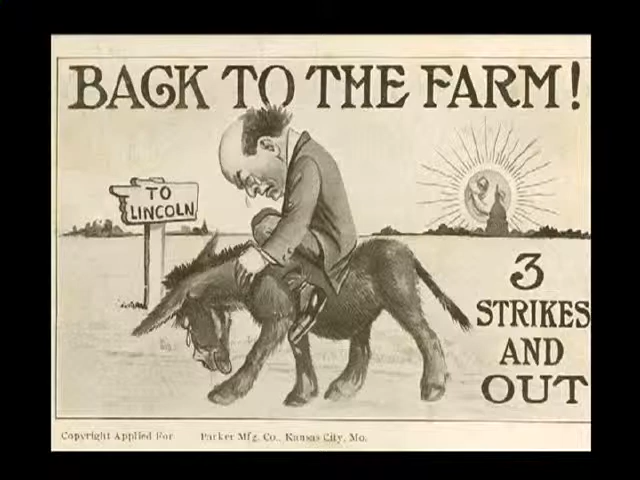 BACK TO THE FARM!
TO
LINCOLN
3
STRIKES
AND
OUT
Copyright Applied For Parker Mfg. Co., Kansas City, Mo.